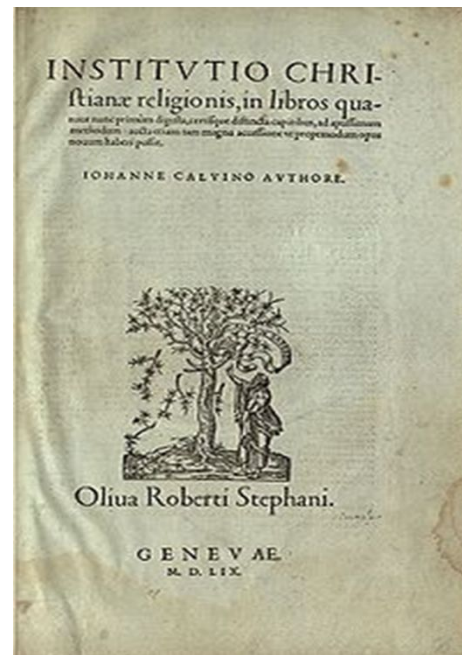 INSTITVTIO CHRI-
stianæ religionis, in libros qua-
tuor nunc primùm digesta, certisque distincta capitibus, ad aptissimam
methodum: aucta etiam tam magna accessione vt propemodum opus
nouum haberi possit.
IOHANNE CALVINO AVTHORE.
Oliua Roberti Stephani.
GENEVAE.
M. D. LIX.